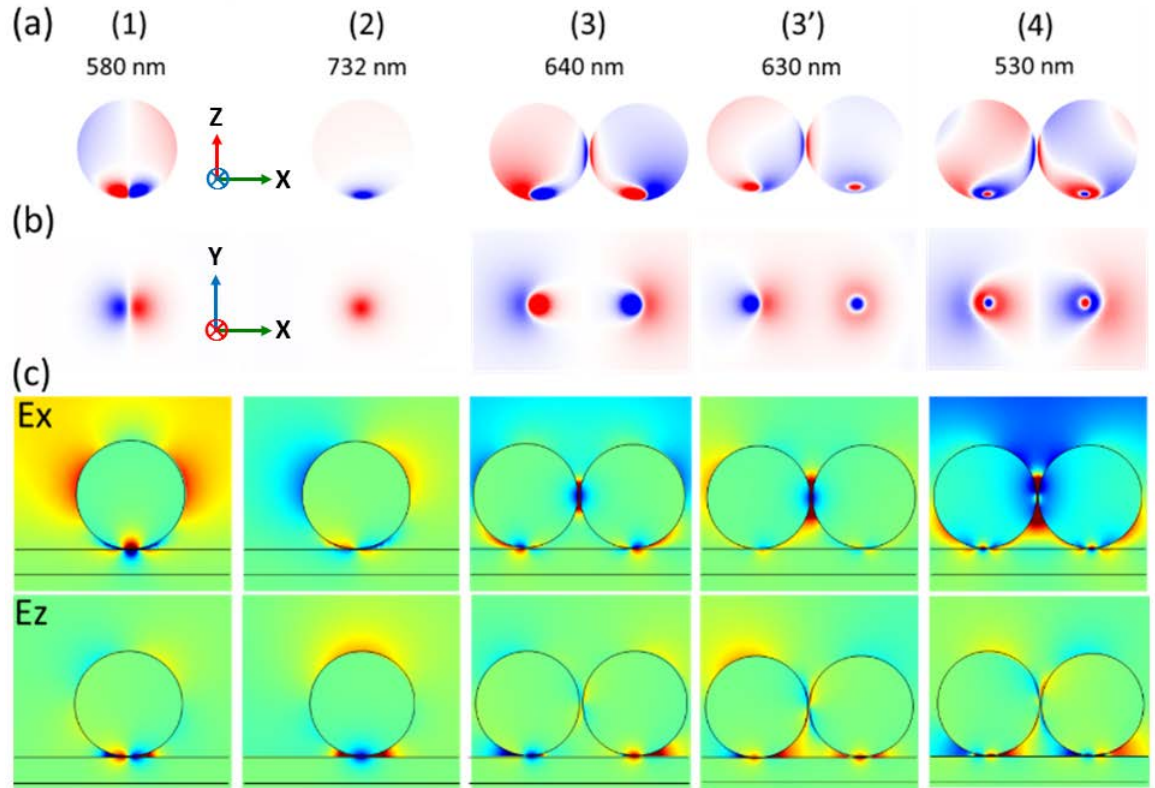 (a) (1) (2) (3) (3’) (4)
580 nm 732 nm 640 nm 630 nm 530 nm
Z
X
(b)
Y
X
(c)
Ex
Ez